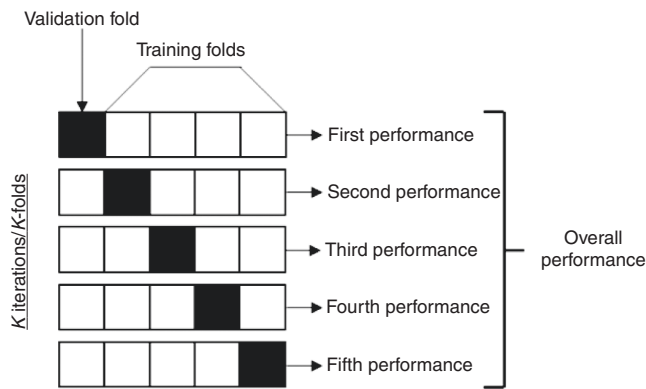 Validation fold
Training folds
First performance
Second performance
Third performance
Fourth performance
Fifth performance
K iterations/K-folds
Overall
performance